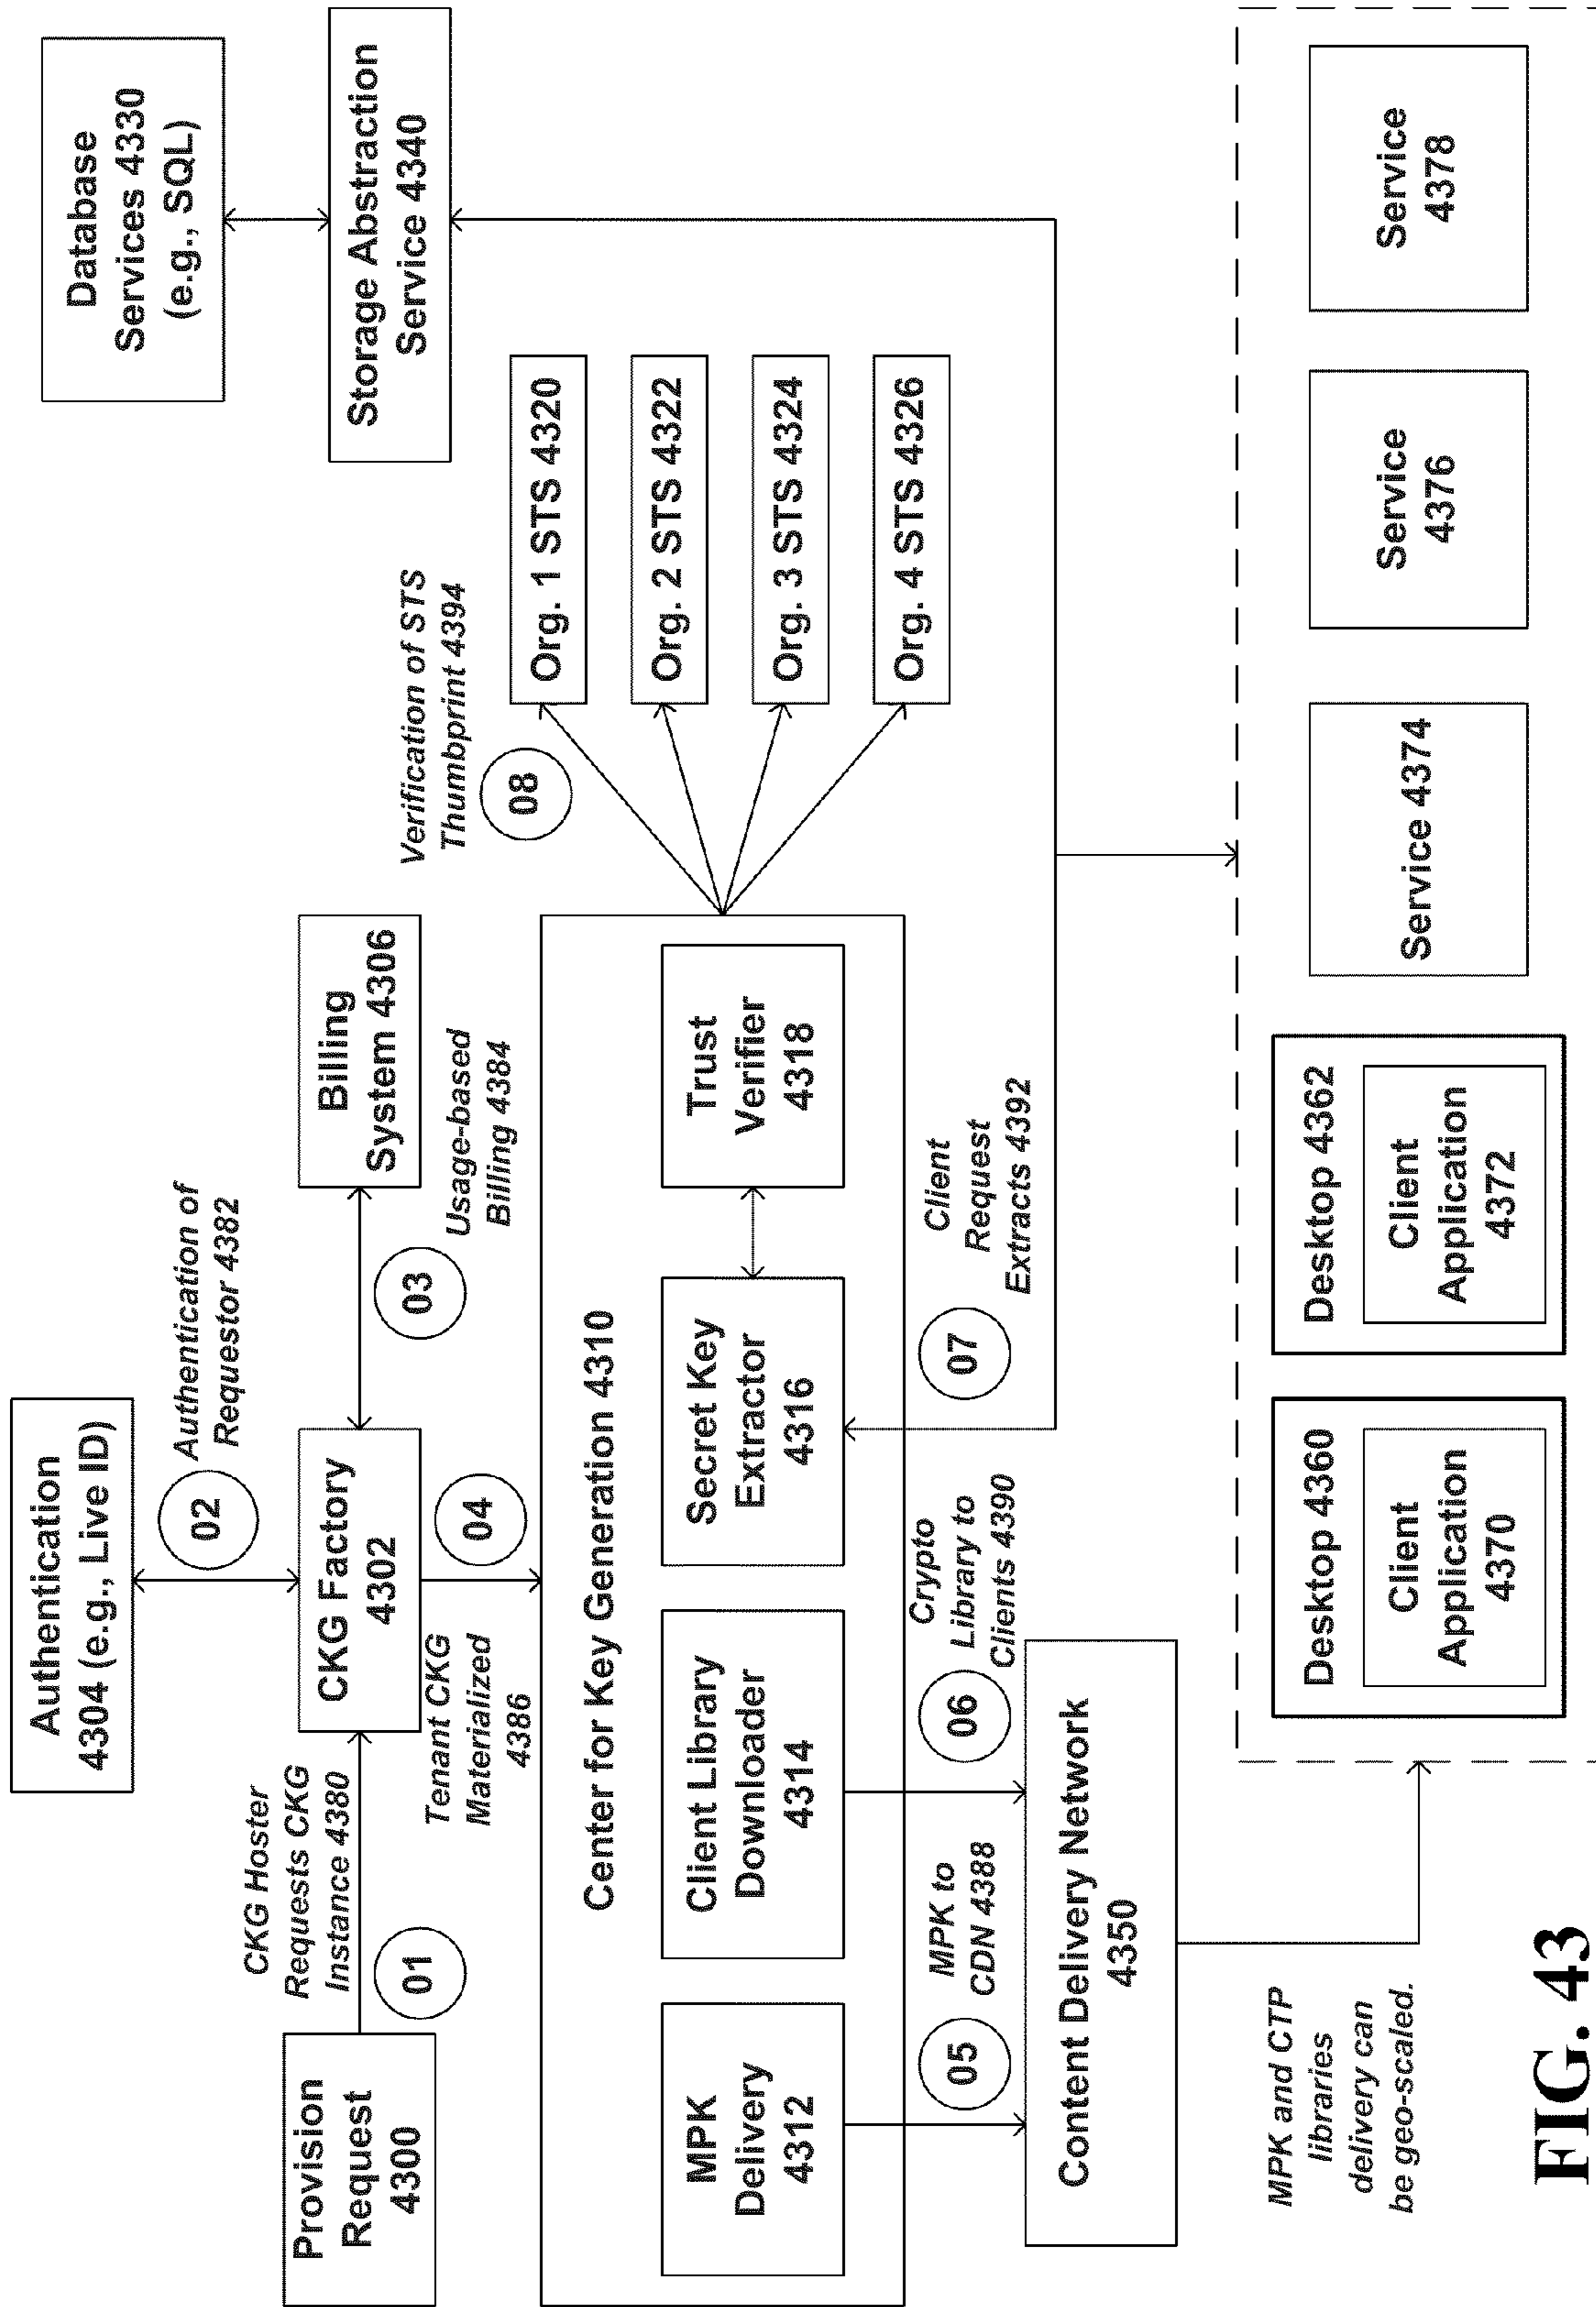 Authentication
4304 (e.g., Live ID)
Database
Services 4330
(e.g., SQL)
02
Authentication of
Requestor 4382
CKG Hoster
Requests CKG
Instance 4380
01
Provision
Request
4300
CKG Factory
4302
03
Usage-based
Billing 4384
Billing
System 4306
Storage Abstraction
Service 4340
Tenant CKG
Materialized
4386
04
Verification of STS
Thumbprint 4394
08
Center for Key Generation 4310
MPK
Delivery
4312
Client Library
Downloader
4314
Secret Key
Extractor
4316
Trust
Verifier
4318
Org. 1 STS 4320
Org. 2 STS 4322
Org. 3 STS 4324
Org. 4 STS 4326
05
MPK to
CDN 4388
06
Crypto
Library to
Clients 4390
07
Client
Request
Extracts 4392
Content Delivery Network
4350
MPK and CTP
libraries
delivery can
be geo-scaled.
Desktop 4360
Client
Application
4370
Desktop 4362
Client
Application
4372
Service 4374
Service
4376
Service
4378
FIG. 43